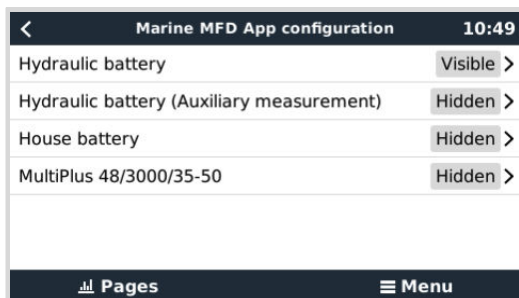 Marine MFD App configuration 10:49
Hydraulic battery Visible
Hydraulic battery (Auxiliary measurement) Hidden
House battery Hidden
MultiPlus 48/3000/35-50 Hidden
Pages Menu